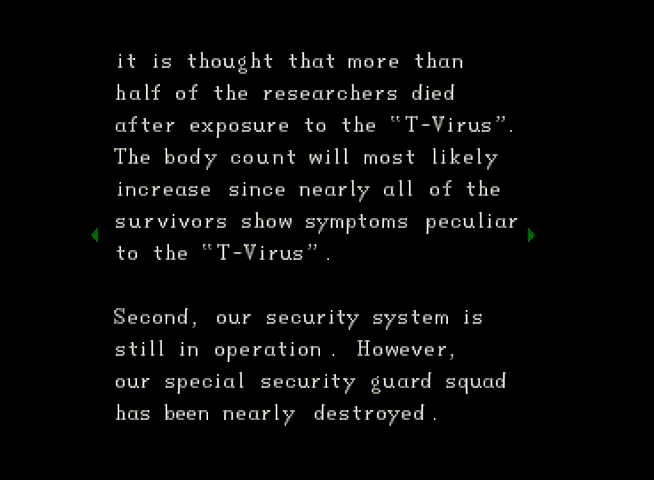 it is thought that more than
half of the researchers died
after exposure to the "T-Virus".
The body count will most likely
increase since nearly all of the
survivors show symptoms peculiar
to the "T-Virus".
Second, our security system is
still in operation. However,
our special security guard squad
has been nearly destroyed.